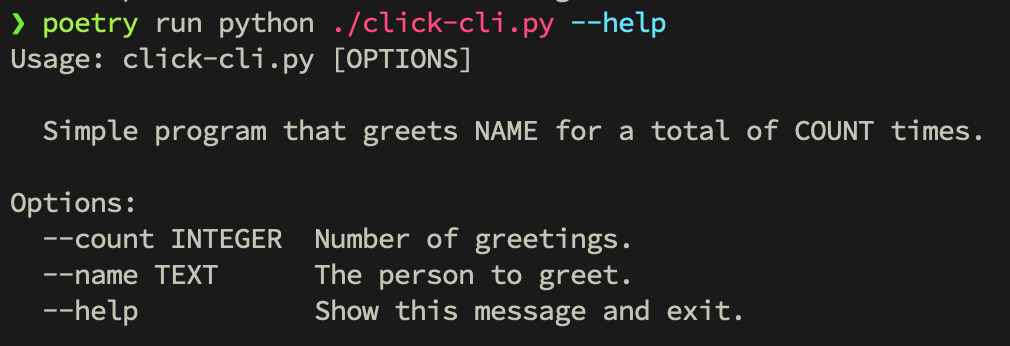 ❯ poetry run python ./click-cli.py --help
Usage: click-cli.py [OPTIONS]
Simple program that greets NAME for a total of COUNT times.
Options:
--count INTEGER  Number of greetings.
--name TEXT      The person to greet.
--help           Show this message and exit.